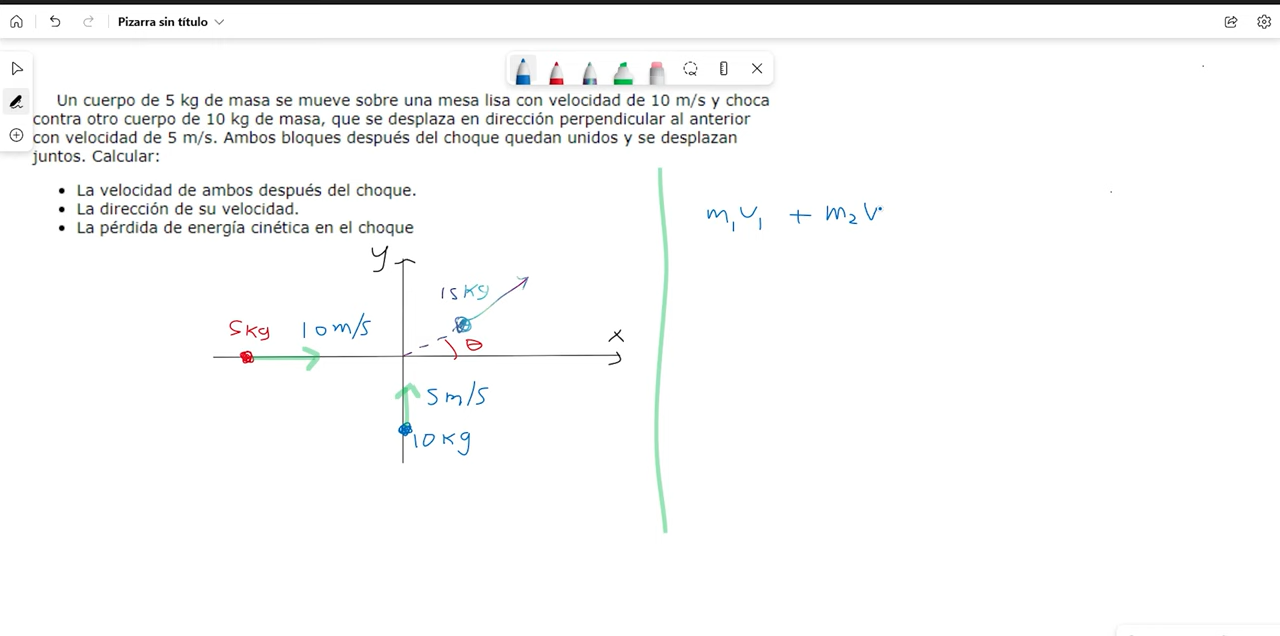 Pizarra sin título
Un cuerpo de 5 kg de masa se mueve sobre una mesa lisa con velocidad de 10 m/s y choca
contra otro cuerpo de 10 kg de masa, que se desplaza en dirección perpendicular al anterior
con velocidad de 5 m/s. Ambos bloques después del choque quedan unidos y se desplazan
juntos. Calcular:
• La velocidad de ambos después del choque.
• La dirección de su velocidad.
• La pérdida de energía cinética en el choque
m₁v₁ + m₂v
y
15kg
5kg 10m/s
θ
x
5m/s
10kg